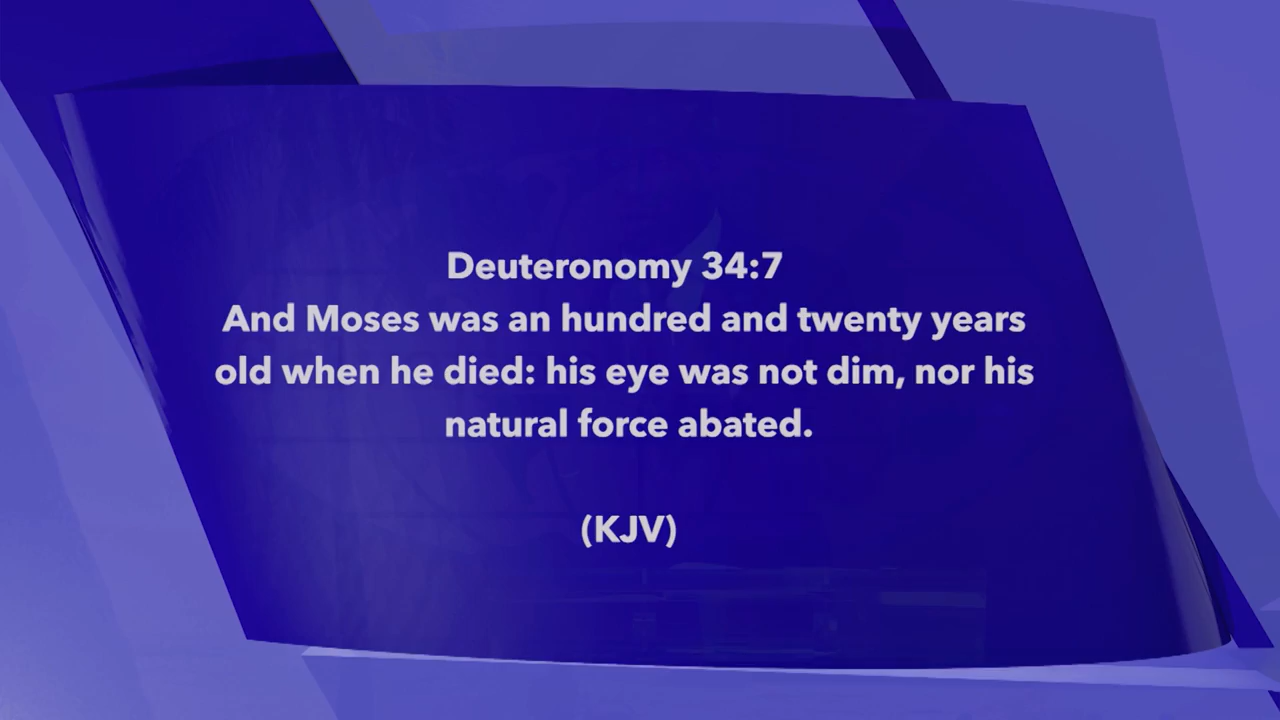 Deuteronomy 34:7
And Moses was an hundred and twenty years
old when he died: his eye was not dim, nor his
natural force abated.
(KJV)